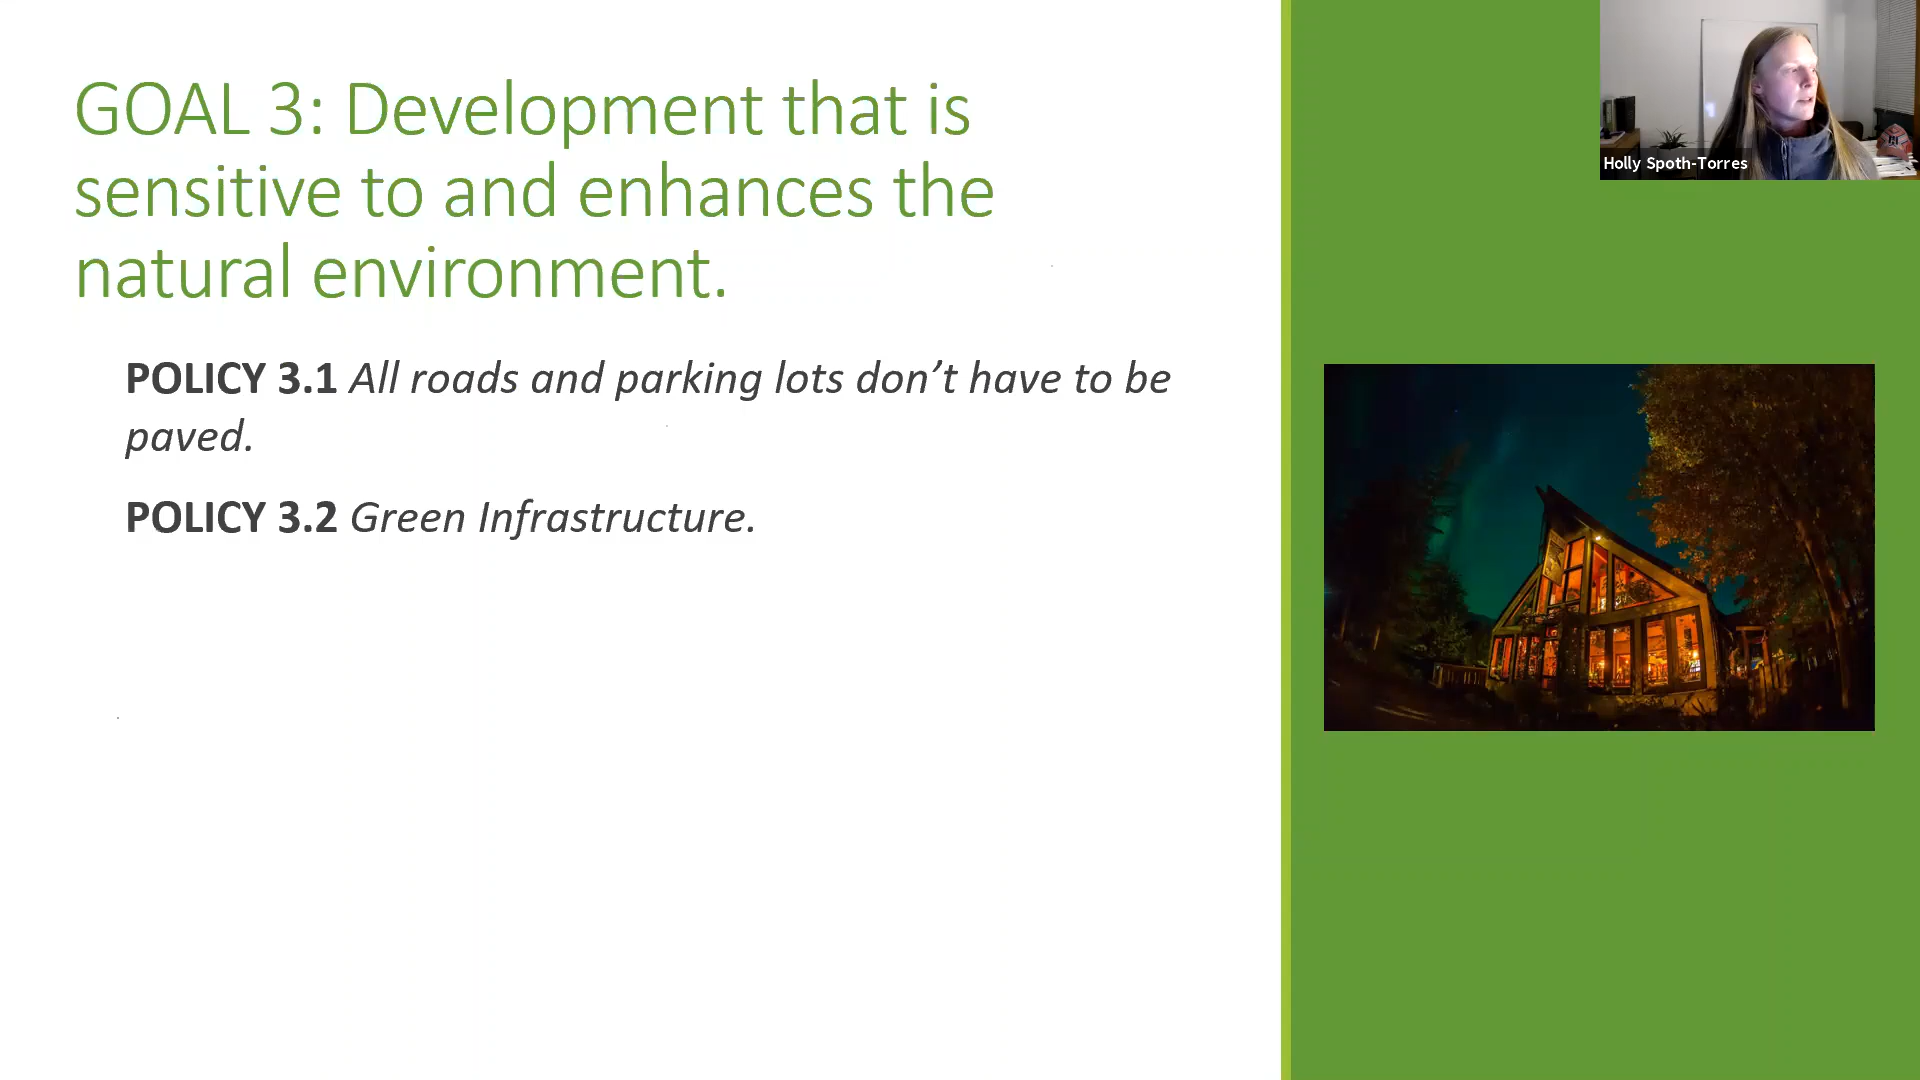 GOAL 3: Development that is
sensitive to and enhances the
natural environment.
POLICY 3.1 All roads and parking lots don’t have to be
paved.
POLICY 3.2 Green Infrastructure.
Holly Spoth-Torres